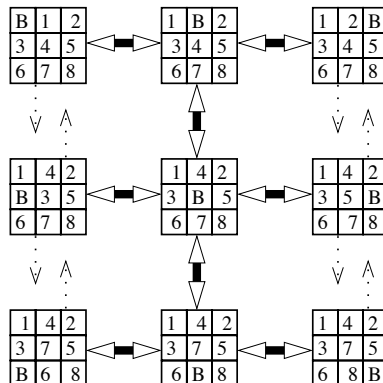 B 1 2 1 B 2 1 2 B
3 4 5 3 4 5 3 4 5
6 7 8 6 7 8 6 7 8
1 4 2 1 4 2 1 4 2
B 3 5 3 B 5 3 5 B
6 7 8 6 7 8 6 7 8
1 4 2 1 4 2 1 4 2
3 7 5 3 7 5 3 7 5
B 6 8 6 B 8 6 8 B